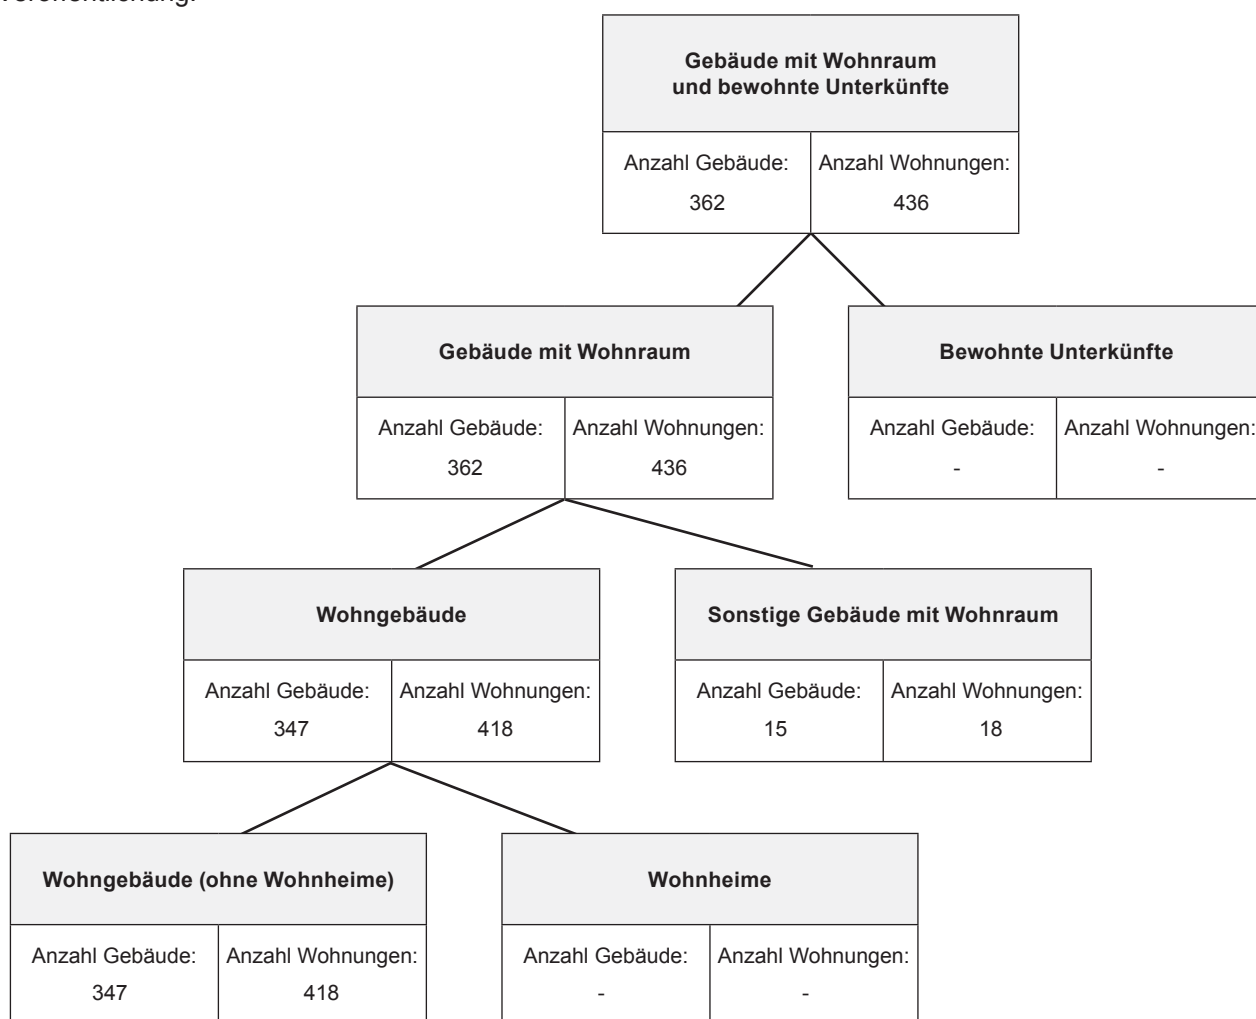 Veröffentlichung.
Gebäude mit Wohnraum
und bewohnte Unterkünfte
Anzahl Gebäude: Anzahl Wohnungen:
362 436
Gebäude mit Wohnraum
Bewohnte Unterkünfte
Anzahl Gebäude: Anzahl Wohnungen:
362 436
Anzahl Gebäude: Anzahl Wohnungen:
- -
Wohngebäude
Sonstige Gebäude mit Wohnraum
Anzahl Gebäude: Anzahl Wohnungen:
347 418
Anzahl Gebäude: Anzahl Wohnungen:
15 18
Wohngebäude (ohne Wohnheime)
Wohnheime
Anzahl Gebäude: Anzahl Wohnungen:
347 418
Anzahl Gebäude: Anzahl Wohnungen:
- -